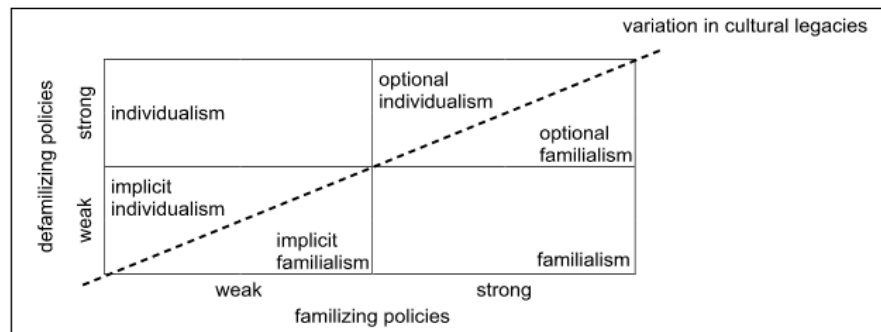 variation in cultural legacies
defamilizing policies
strong
weak
individualism
optional
individualism
optional
familialism
implicit
individualism
implicit
familialism
familialism
weak
strong
familizing policies